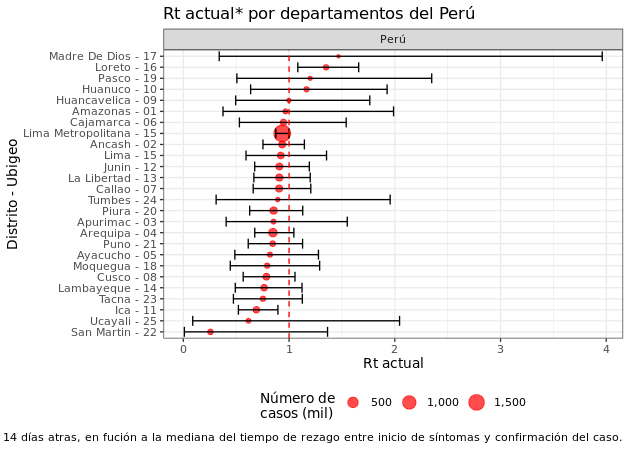 Rt actual* por departamentos del Perú
Perú
Distrito - Ubigeo
Madre De Dios - 17
Loreto - 16
Pasco - 19
Huanuco - 10
Huancavelica - 09
Amazonas - 01
Cajamarca - 06
Lima Metropolitana - 15
Ancash - 02
Lima - 15
Junin - 12
La Libertad - 13
Callao - 07
Tumbes - 24
Piura - 20
Apurimac - 03
Arequipa - 04
Puno - 21
Ayacucho - 05
Moquegua - 18
Cusco - 08
Lambayeque - 14
Tacna - 23
Ica - 11
Ucayali - 25
San Martin - 22
0 1 2 3 4
Rt actual
Número de
casos (mil)
500 1,000 1,500
14 días atras, en fución a la mediana del tiempo de rezago entre inicio de síntomas y confirmación del caso.